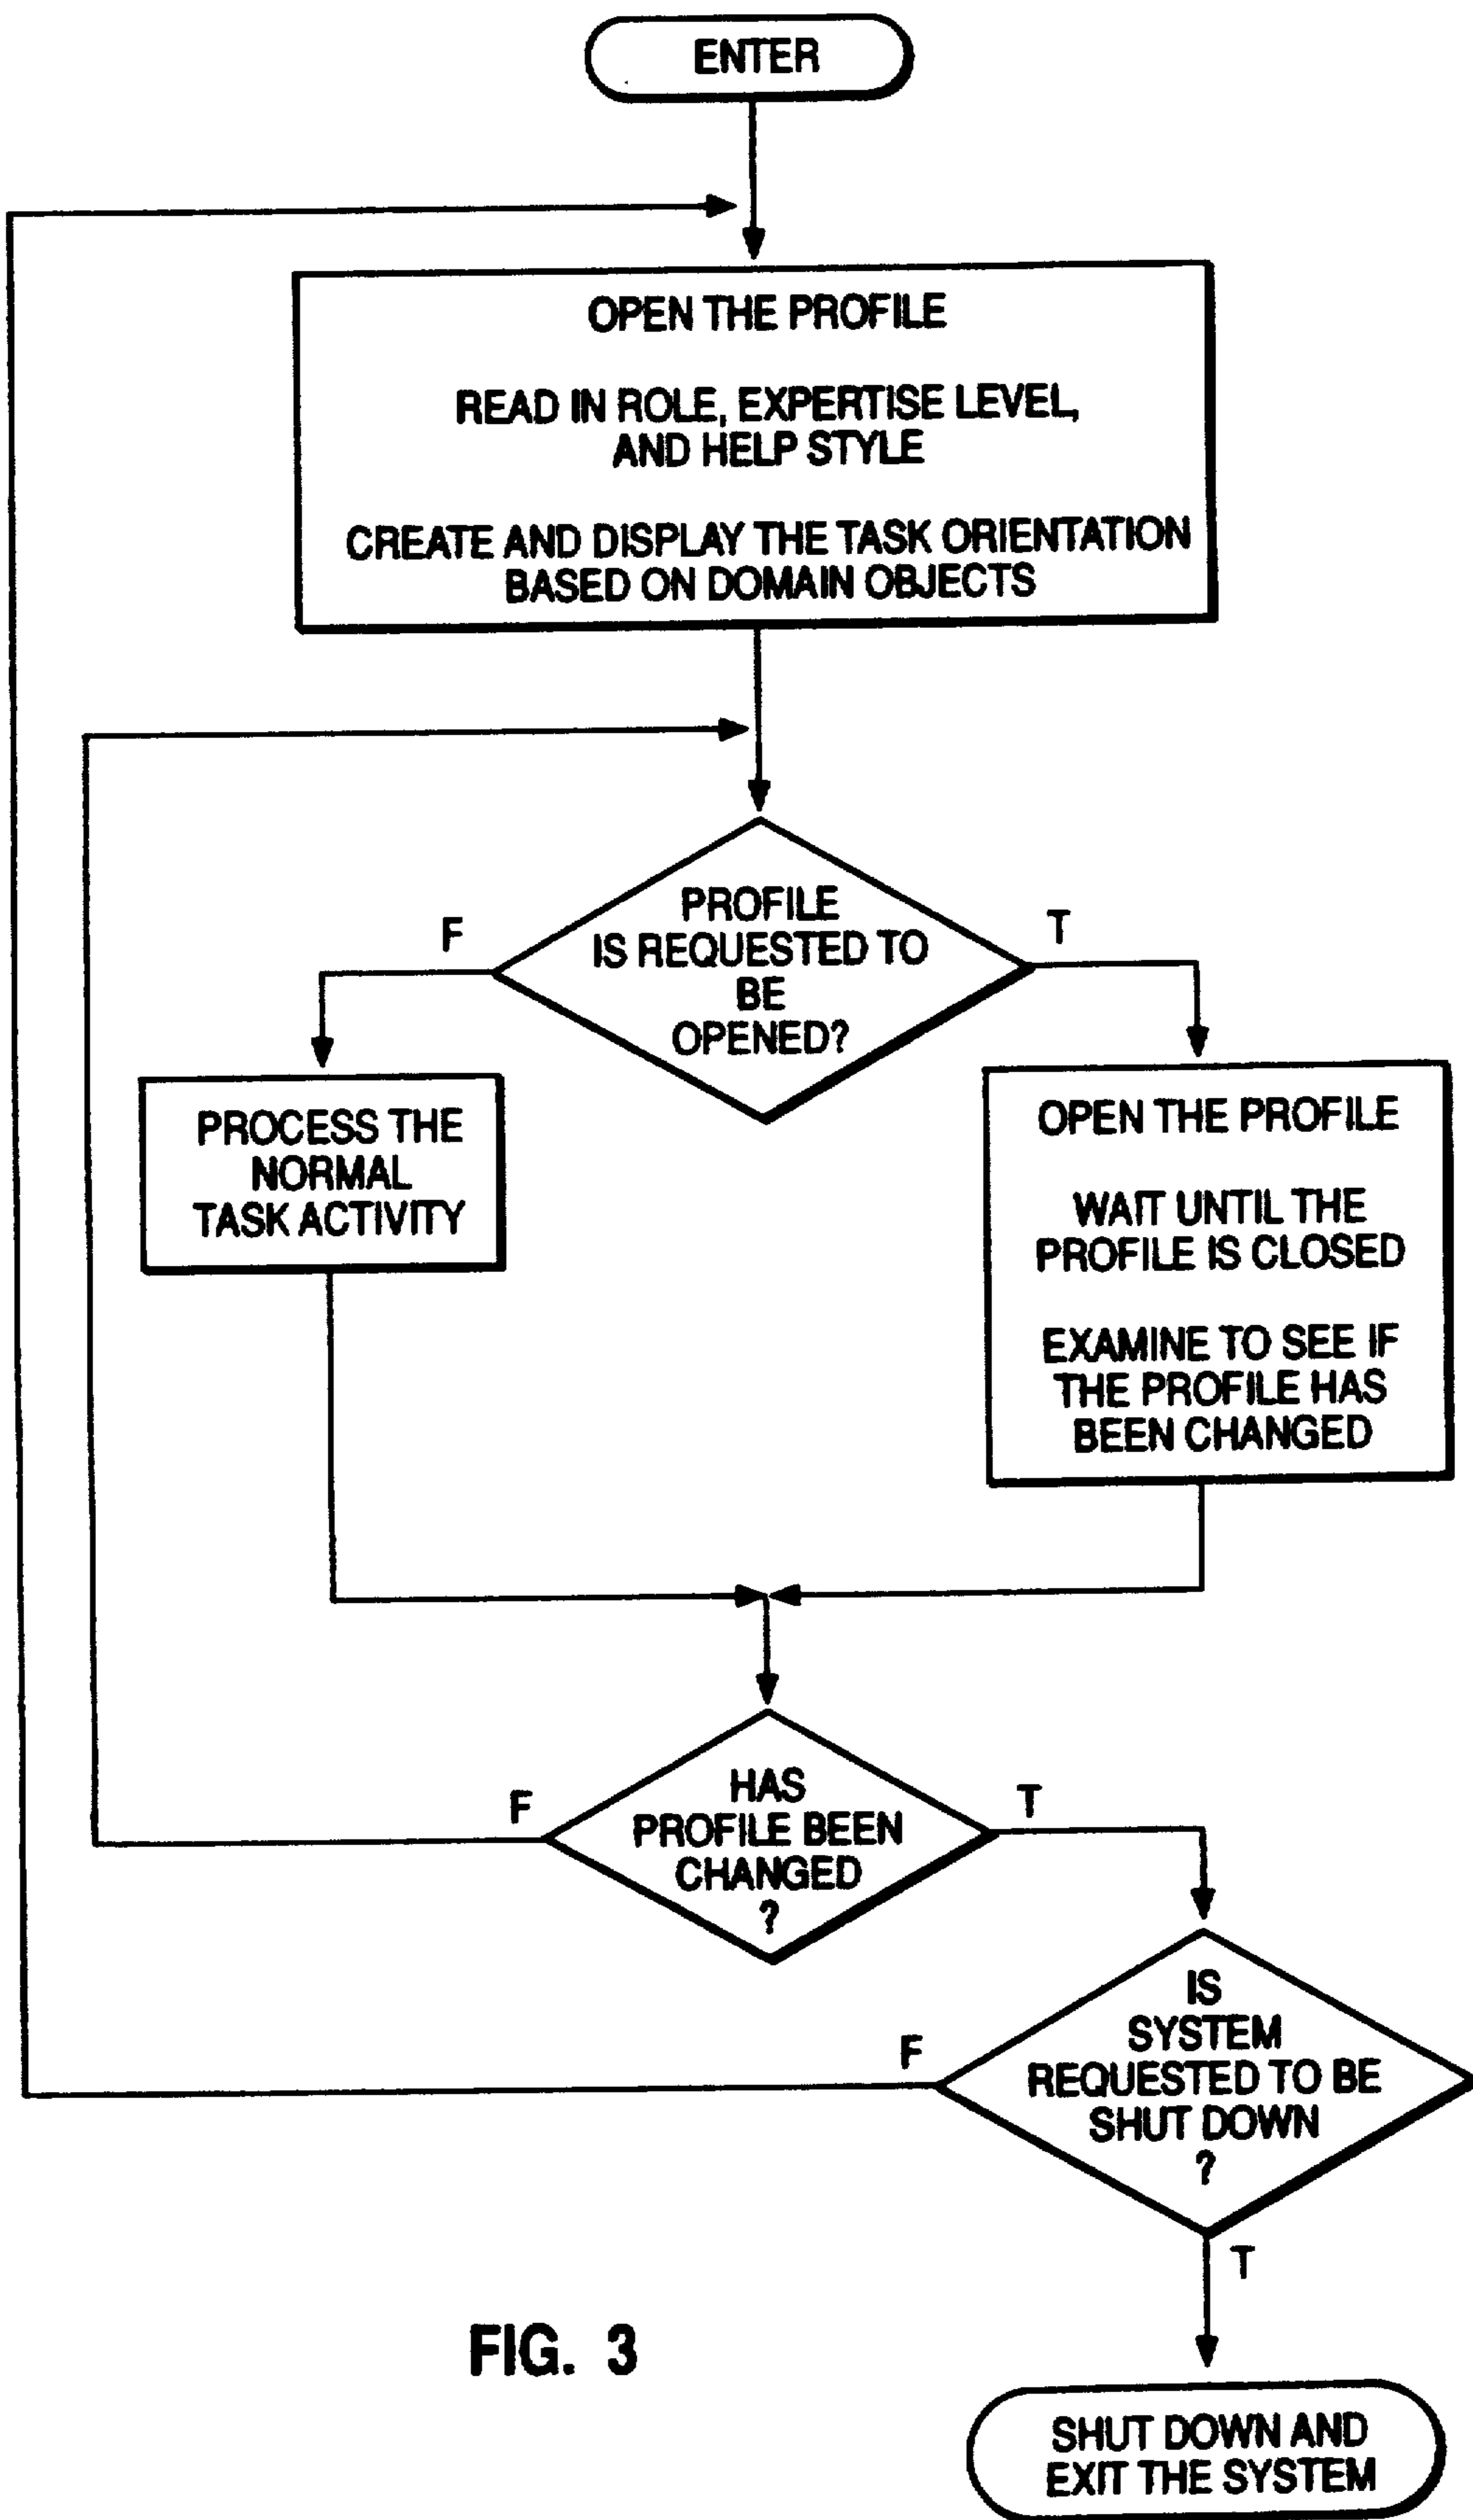 ENTER
OPEN THE PROFILE
READ IN ROLE, EXPERTISE LEVEL,
AND HELP STYLE
CREATE AND DISPLAY THE TASK ORIENTATION
BASED ON DOMAIN OBJECTS
PROFILE
IS REQUESTED TO
BE
OPENED?
F
T
PROCESS THE
NORMAL
TASK ACTIVITY
OPEN THE PROFILE
WAIT UNTIL THE
PROFILE IS CLOSED
EXAMINE TO SEE IF
THE PROFILE HAS
BEEN CHANGED
HAS
PROFILE BEEN
CHANGED
?
F
T
IS
SYSTEM
REQUESTED TO BE
SHUT DOWN
?
F
T
SHUT DOWN AND
EXIT THE SYSTEM
FIG. 3